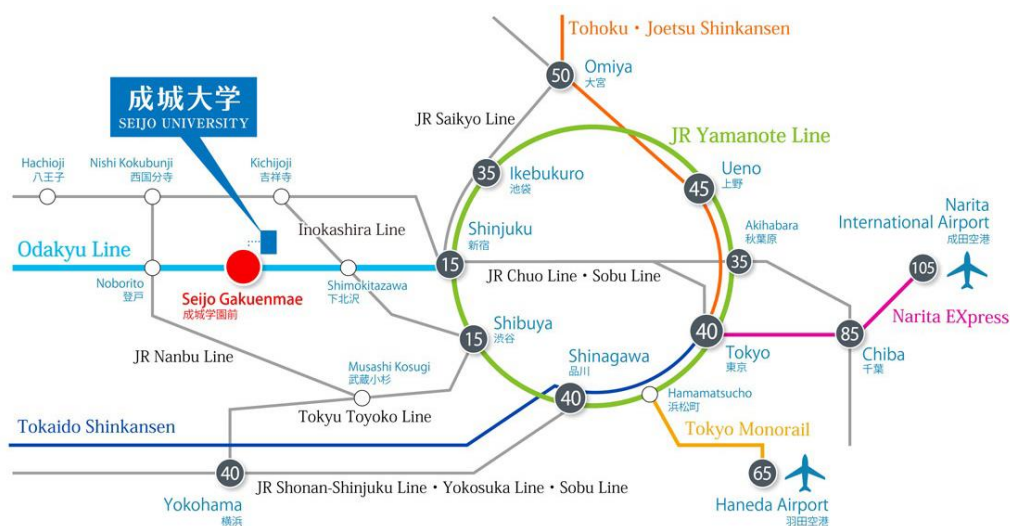 Tohoku・Joetsu Shinkansen
50
Omiya
大宮
成城大学
SEIJO UNIVERSITY
JR Saikyo Line
JR Yamanote Line
Hachioji
八王子
Nishi Kokubunji
西国分寺
Kichijoji
吉祥寺
35
Ikebukuro
池袋
45
Ueno
上野
Narita
International Airport
成田空港
Inokashira Line
Shinjuku
新宿
Akihabara
秋葉原
Odakyu Line
15
JR Chuo Line・Sobu Line
35
105
Noborito
登戸
Seijo Gakuenmae
成城学園前
Shimokitazawa
下北沢
Narita EXpress
15
Shibuya
渋谷
40
Tokyo
東京
85
Chiba
千葉
JR Nanbu Line
Musashi Kosugi
武蔵小杉
Shinagawa
品川
40
Hamamatsucho
浜松町
Tokyu Toyoko Line
Tokaido Shinkansen
Tokyo Monorail
40
65
JR Shonan-Shinjuku Line・Yokosuka Line・Sobu Line
Yokohama
横浜
Haneda Airport
羽田空港